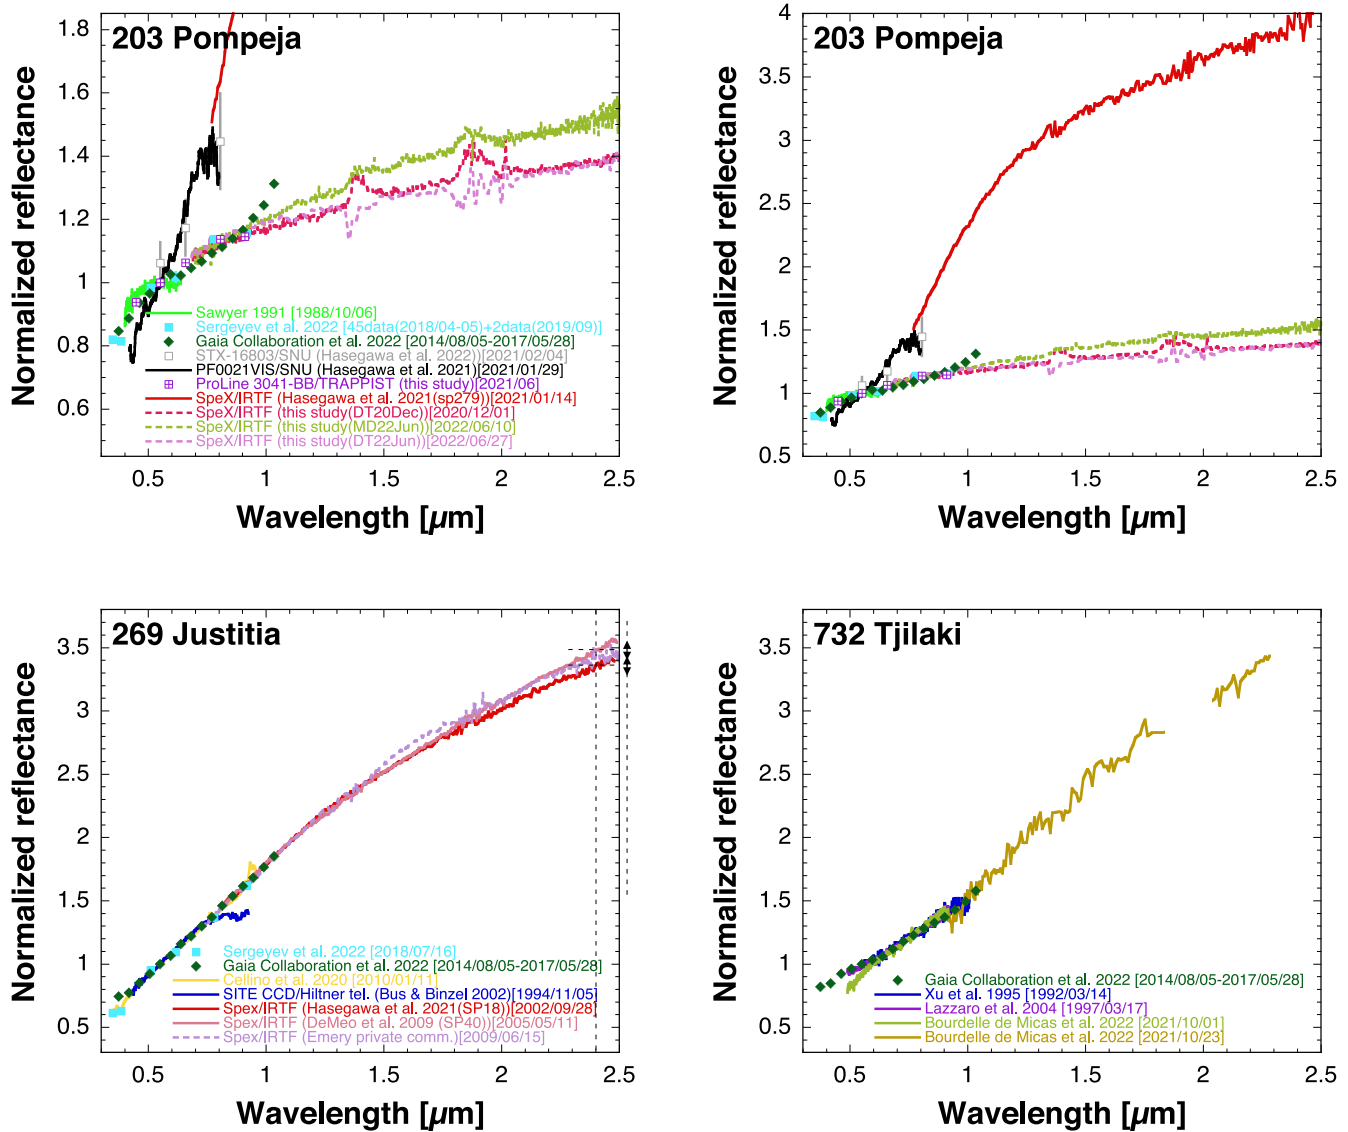 203 Pompeja
Normalized reflectance
1.8
1.6
1.4
1.2
1
0.8
0.6
Sawyer 1991 [1988/10/06]
Sergeyev et al. 2022 [45data(2018/04-05)+2data(2019/09)]
Gaia Collaboration et al. 2022 [2014/08/05-2017/05/28]
STX-16803/SNU (Hasegawa et al. 2022))[2021/02/04]
PF0021VIS/SNU (Hasegawa et al. 2021)[2021/01/29]
ProLine 3041-BB/TRAPPIST (this study)[2021/06]
SpeX/IRTF (Hasegawa et al. 2021(sp279))[2021/01/14]
SpeX/IRTF (this study(DT20Dec))[2020/12/01]
SpeX/IRTF (this study(MD22Jun))[2022/06/10]
SpeX/IRTF (this study(DT22Jun))[2022/06/27]
0.5 1 1.5 2 2.5
Wavelength [μm]
203 Pompeja
Normalized reflectance
4
3.5
3
2.5
2
1.5
1
0.5
0.5 1 1.5 2 2.5
Wavelength [μm]
269 Justitia
Normalized reflectance
3.5
3
2.5
2
1.5
1
0.5
Sergeyev et al. 2022 [2018/07/16]
Gaia Collaboration et al. 2022 [2014/08/05-2017/05/28]
Cellino et al. 2020 [2010/01/11]
SITE CCD/Hiltner tel. (Bus & Binzel 2002)[1994/11/05]
Spex/IRTF (Hasegawa et al. 2021(SP18))[2002/09/28]
Spex/IRTF (DeMeo et al. 2009 (SP40))[2005/05/11]
Spex/IRTF (Emery private comm.)[2009/06/15]
0.5 1 1.5 2 2.5
Wavelength [μm]
732 Tjilaki
Normalized reflectance
3.5
3
2.5
2
1.5
1
0.5
Gaia Collaboration et al. 2022 [2014/08/05-2017/05/28]
Xu et al. 1995 [1992/03/14]
Lazzaro et al. 2004 [1997/03/17]
Bourdelle de Micas et al. 2022 [2021/10/01]
Bourdelle de Micas et al. 2022 [2021/10/23]
0.5 1 1.5 2 2.5
Wavelength [μm]